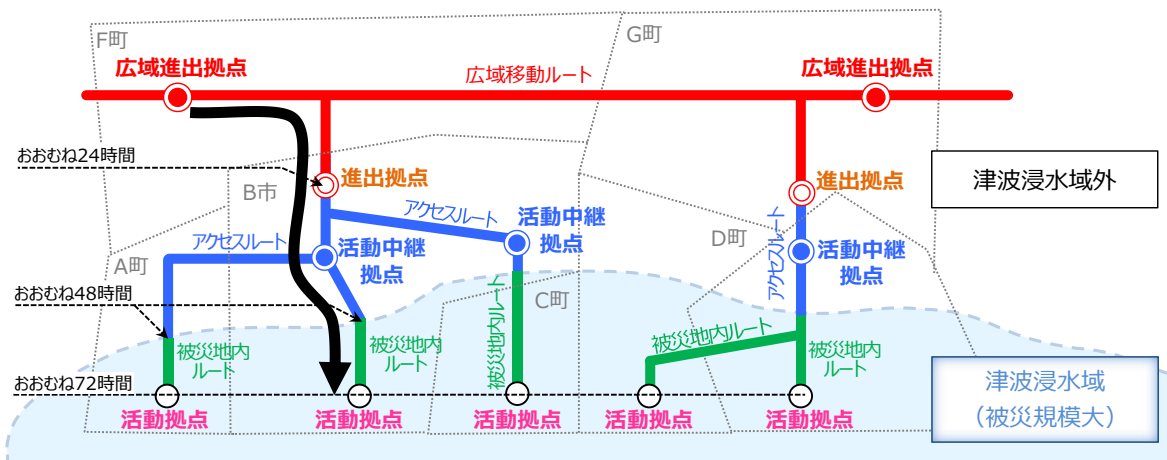 F町
G町
広域進出拠点
広域移動ルート
広域進出拠点
おおむね24時間
津波浸水域外
B市
進出拠点
進出拠点
アクセスルート
活動中継
拠点
アクセスルート
活動中継
拠点
D町
アクセスルート
活動中継
拠点
A町
おおむね48時間
C町
被災地内
ルート
被災地内
ルート
被災地内ルート
被災地内ルート
被災地内
ルート
おおむね72時間
津波浸水域
（被災規模大）
活動拠点
活動拠点
活動拠点
活動拠点
活動拠点